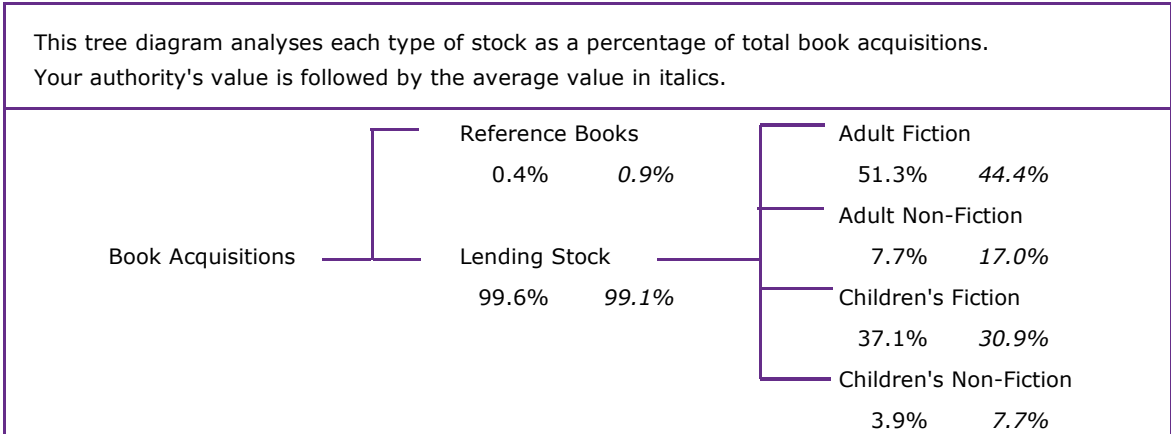 This tree diagram analyses each type of stock as a percentage of total book acquisitions.
Your authority's value is followed by the average value in italics.
Reference Books
0.4% 0.9%
Book Acquisitions
Lending Stock
99.6% 99.1%
Adult Fiction
51.3% 44.4%
Adult Non-Fiction
7.7% 17.0%
Children's Fiction
37.1% 30.9%
Children's Non-Fiction
3.9% 7.7%